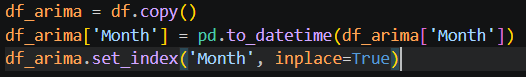 df_arima = df.copy()
df_arima['Month'] = pd.to_datetime(df_arima['Month'])
df_arima.set_index('Month', inplace=True)